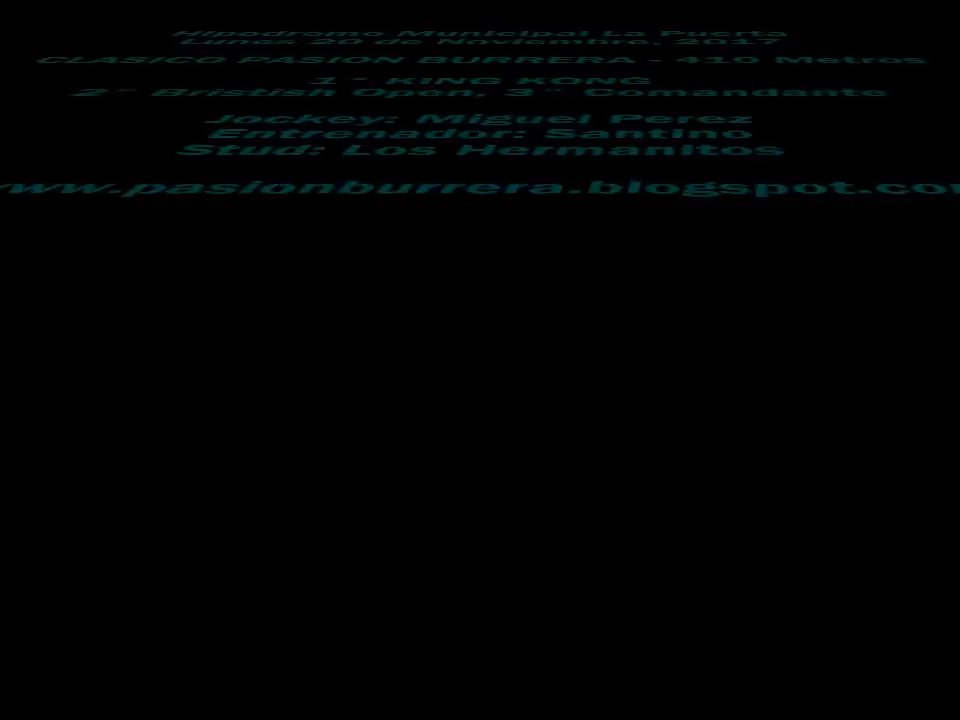 Hipodromo Municipal La Puerta
Lunes 20 de Noviembre, 2017
CLASICO PASION BURRERA - 410 Metros
1° KING KONG
2° Bristish Open, 3° Comandante
Jockey: Miguel Perez
Entrenador: Santino
Stud: Los Hermanitos
www.pasionburrera.blogspot.com